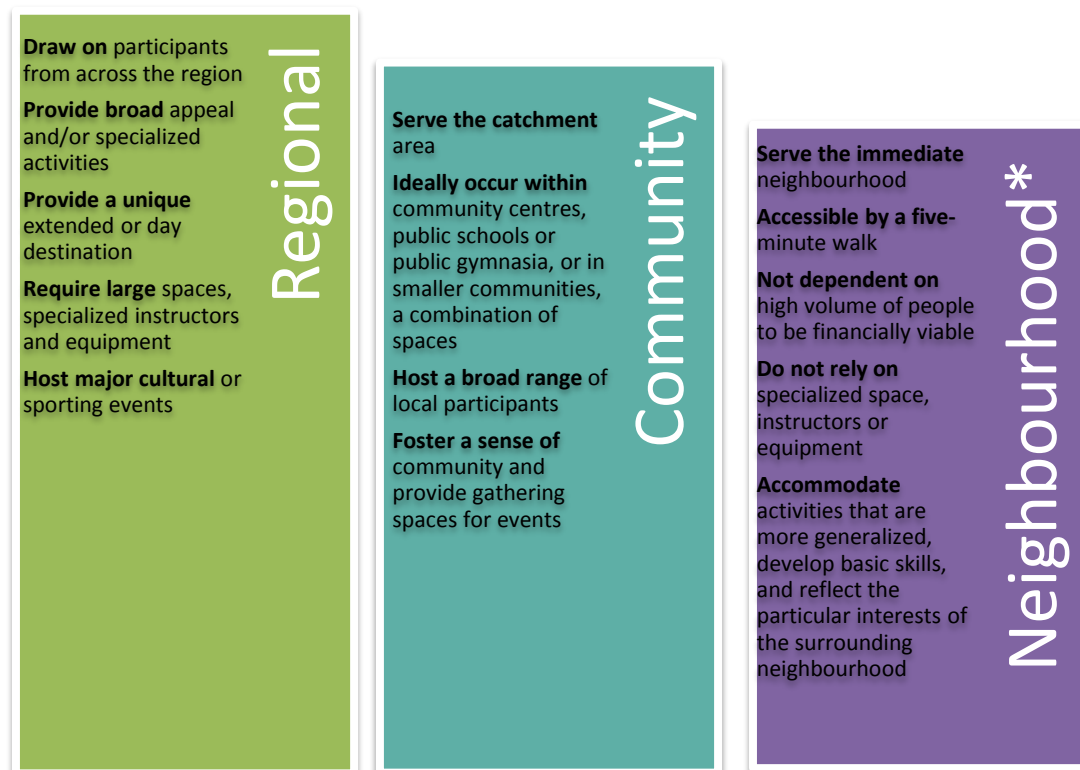 Regional
Draw on participants
from across the region
Provide broad appeal
and/or specialized
activities
Provide a unique
extended or day
destination
Require large spaces,
specialized instructors
and equipment
Host major cultural or
sporting events
Community
Serve the catchment
area
Ideally occur within
community centres,
public schools or
public gymnasia, or in
smaller communities,
a combination of
spaces
Host a broad range of
local participants
Foster a sense of
community and
provide gathering
spaces for events
Neighbourhood*
Serve the immediate
neighbourhood
Accessible by a five-
minute walk
Not dependent on
high volume of people
to be financially viable
Do not rely on
specialized space,
instructors or
equipment
Accommodate
activities that are
more generalized,
develop basic skills,
and reflect the
particular interests of
the surrounding
neighbourhood